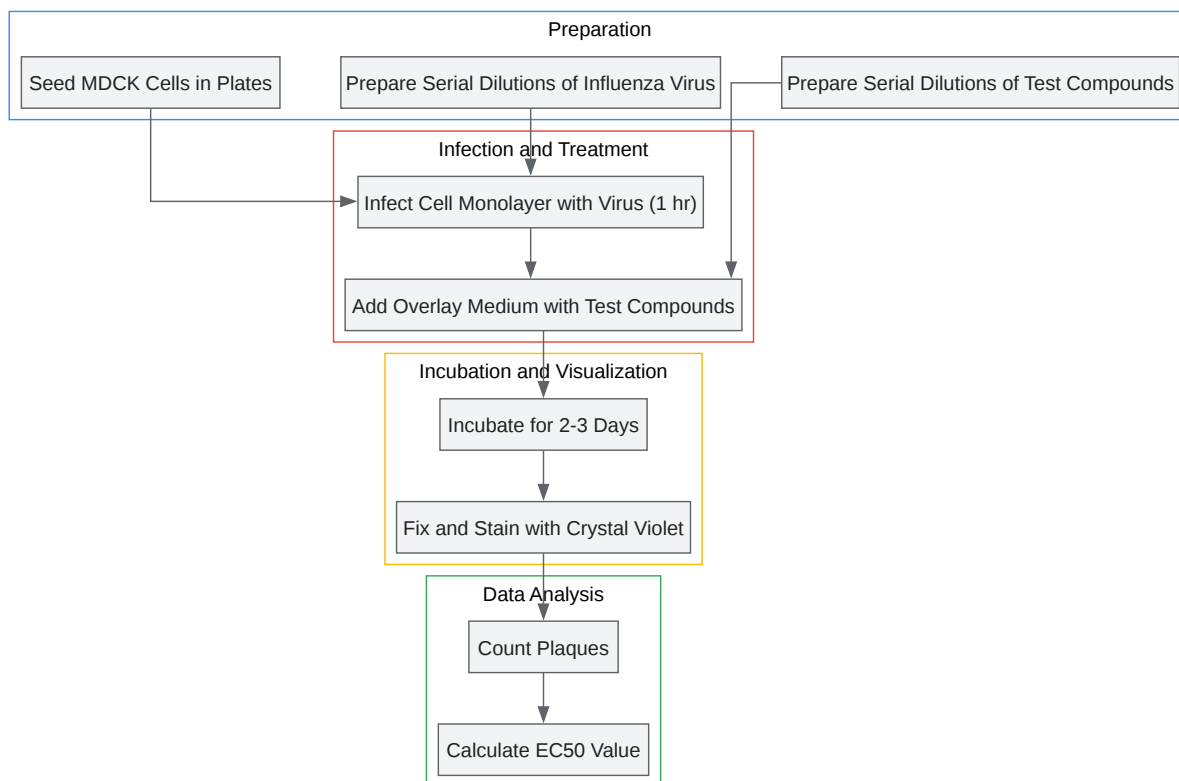 Preparation
Seed MDCK Cells in Plates
Prepare Serial Dilutions of Influenza Virus
Prepare Serial Dilutions of Test Compounds
Infection and Treatment
Infect Cell Monolayer with Virus (1 hr)
Add Overlay Medium with Test Compounds
Incubation and Visualization
Incubate for 2-3 Days
Fix and Stain with Crystal Violet
Data Analysis
Count Plaques
Calculate EC50 Value